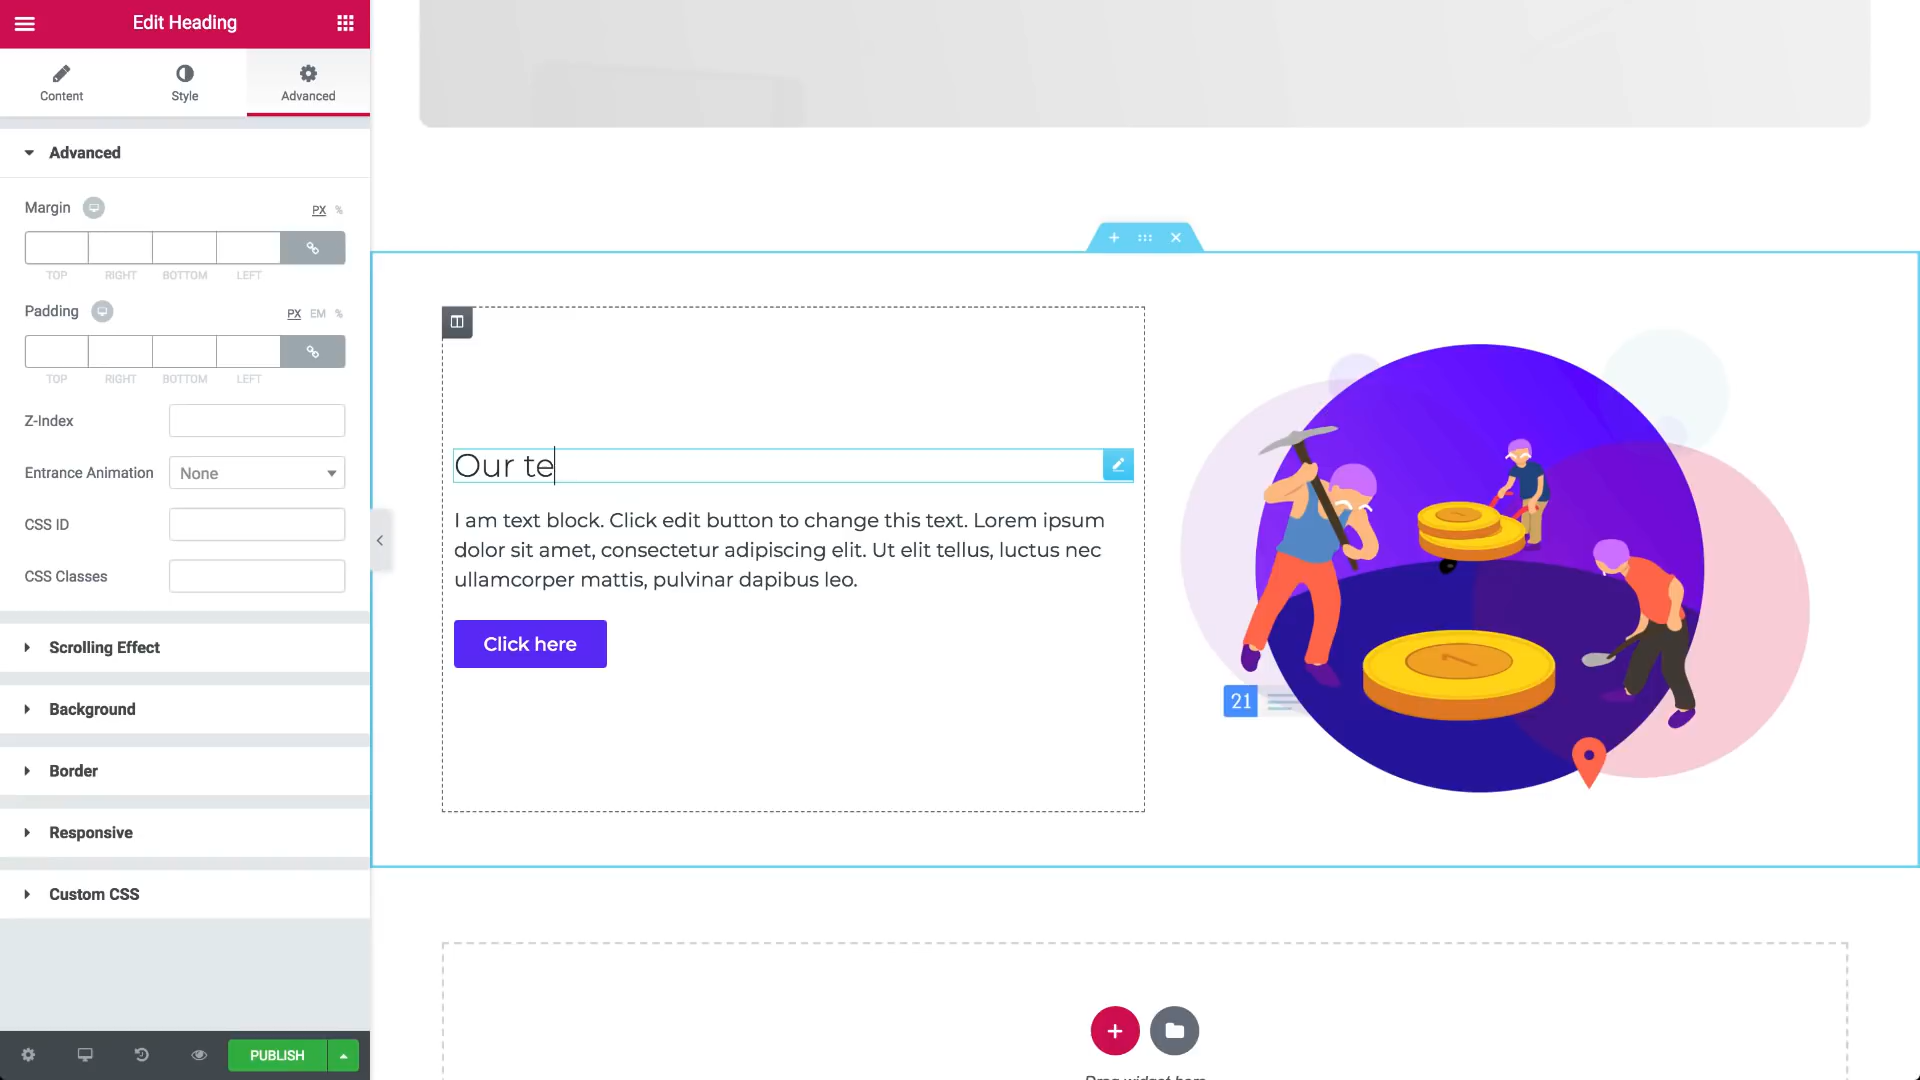 Edit Heading
Content
Style
Advanced
Advanced
Margin
PX %
TOP RIGHT BOTTOM LEFT
Padding
PX EM %
TOP RIGHT BOTTOM LEFT
Z-Index
Entrance Animation
None
CSS ID
CSS Classes
Scrolling Effect
Background
Border
Responsive
Custom CSS
PUBLISH
Our te
I am text block. Click edit button to change this text. Lorem ipsum
dolor sit amet, consectetur adipiscing elit. Ut elit tellus, luctus nec
ullamcorper mattis, pulvinar dapibus leo.
Click here
21
Drag widget here